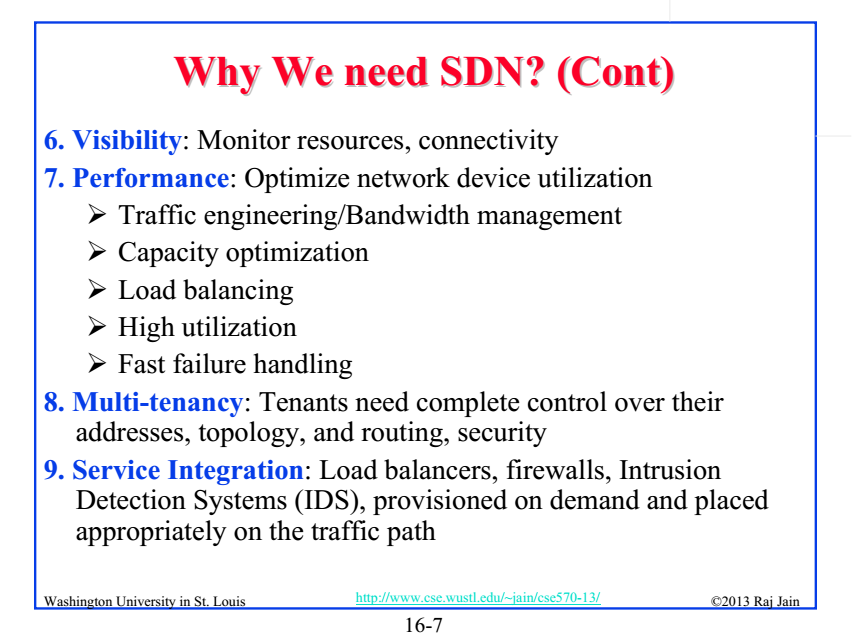 Why We need SDN? (Cont)
6. Visibility: Monitor resources, connectivity
7. Performance: Optimize network device utilization
➢ Traffic engineering/Bandwidth management
➢ Capacity optimization
➢ Load balancing
➢ High utilization
➢ Fast failure handling
8. Multi-tenancy: Tenants need complete control over their
addresses, topology, and routing, security
9. Service Integration: Load balancers, firewalls, Intrusion
Detection Systems (IDS), provisioned on demand and placed
appropriately on the traffic path
Washington University in St. Louis http://www.cse.wustl.edu/~jain/cse570-13/ ©2013 Raj Jain
16-7